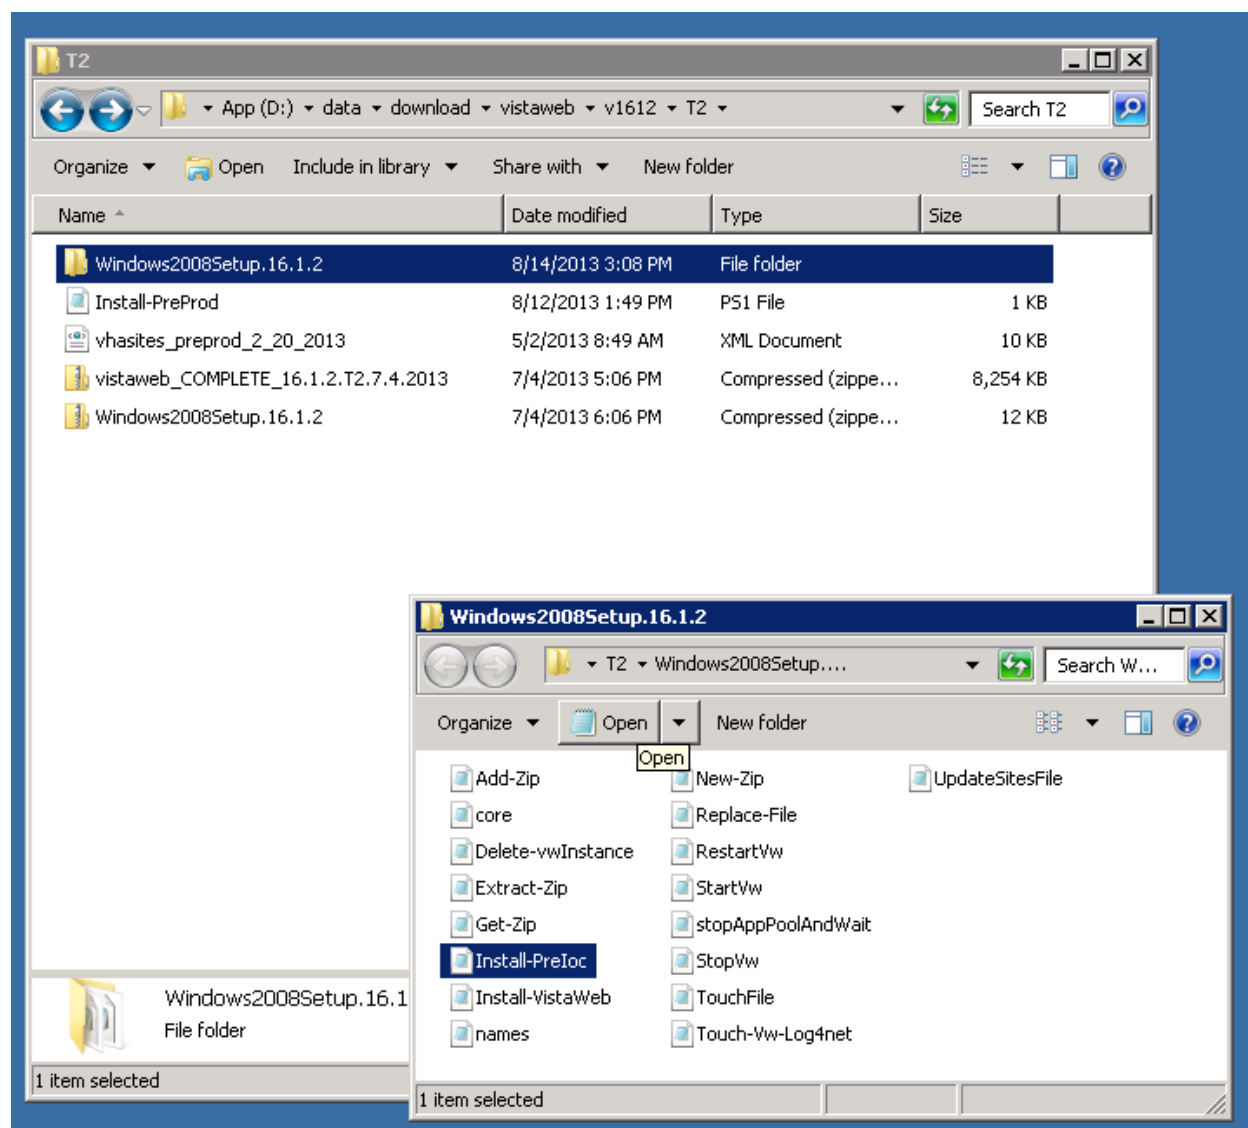 T2
App (D:) data download vistaweb v1612 T2 Search T2
Organize Open Include in library Share with New folder
Name Date modified Type Size
Windows2008Setup.16.1.2 8/14/2013 3:08 PM File folder
Install-PreProd 8/12/2013 1:49 PM PS1 File 1 KB
vhasites_preprod_2_20_2013 5/2/2013 8:49 AM XML Document 10 KB
vistaweb_COMPLETE_16.1.2.T2.7.4.2013 7/4/2013 5:06 PM Compressed (zippe... 8,254 KB
Windows2008Setup.16.1.2 7/4/2013 6:06 PM Compressed (zippe... 12 KB
Windows2008Setup.16.1
File folder
1 item selected
Windows2008Setup.16.1.2
T2 Windows2008Setup.... Search W...
Organize Open New folder
Open
Add-Zip New-Zip UpdateSitesFile
core Replace-File
Delete-vwInstance RestartVw
Extract-Zip StartVw
Get-Zip stopAppPoolAndWait
Install-PreIoc StopVw
Install-VistaWeb TouchFile
names Touch-Vw-Log4net
1 item selected